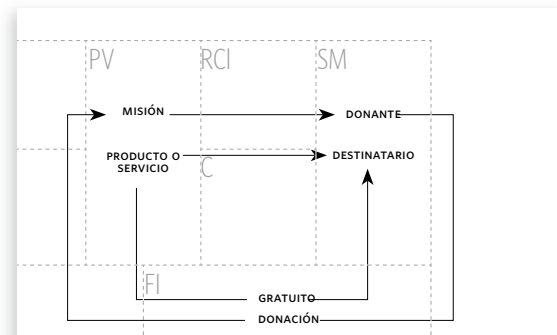 PV
RCI
SM
MISIÓN
DONANTE
PRODUCTO O
SERVICIO
C
DESTINATARIO
FI
GRATUITO
DONACIÓN